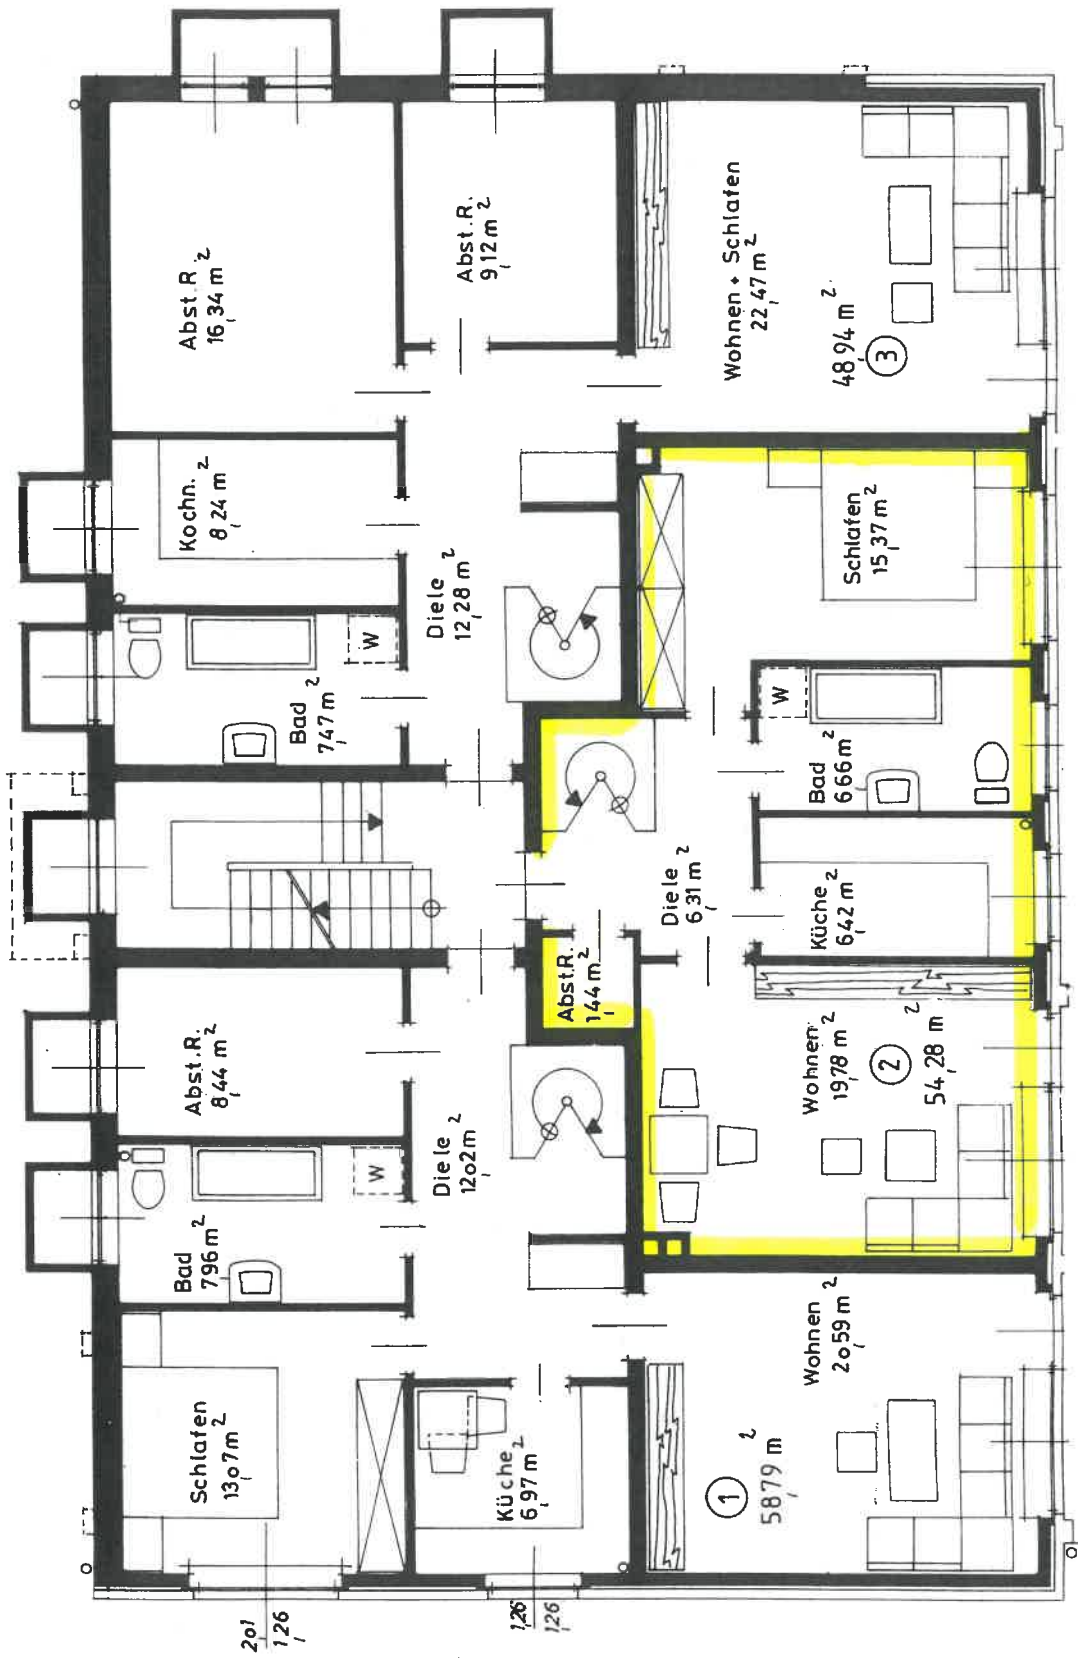 Abst.R.
16,34 m²
Abst.R.
9,12 m²
Wohnen + Schlafen
22,47 m²
48,94 m²
3
Kochn.
8,24 m²
Diele
12,28 m²
Bad
7,47 m²
W
Schlafen
15,37 m²
W
Bad
6,66 m²
Diele
6,31 m²
Küche
6,42 m²
Abst.R.
1,44 m²
Wohnen
19,78 m²
2
54,28 m²
Abst.R.
8,44 m²
Diele
12,02 m²
W
Bad
7,96 m²
Schlafen
13,07 m²
Küche
6,97 m²
Wohnen
20,59 m²
1
58,79 m²
2,01
1,26
1,26
1,26